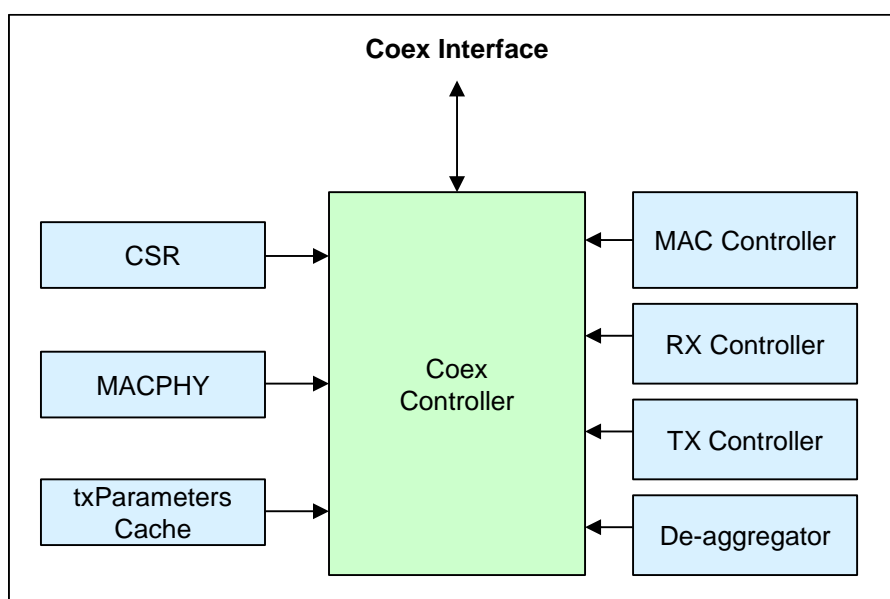 Coex Interface
CSR
MACPHY
txParameters
Cache
Coex
Controller
MAC Controller
RX Controller
TX Controller
De-aggregator